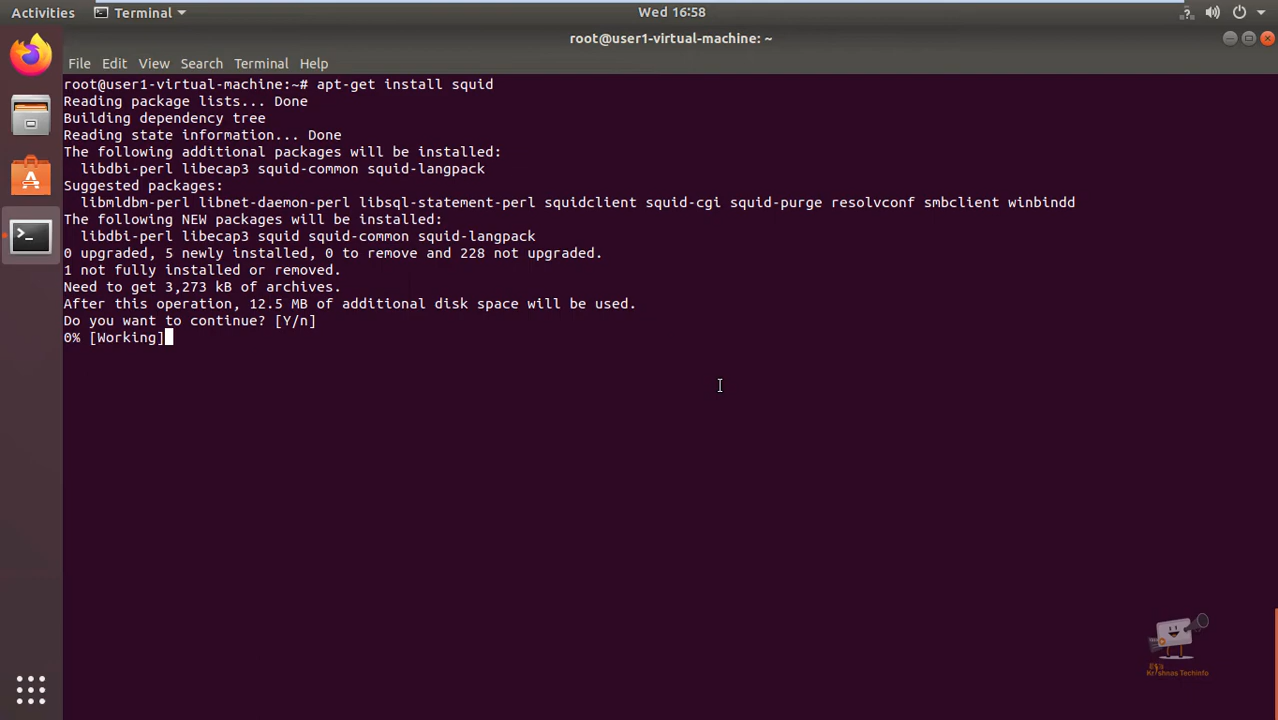 Activities
Terminal
Wed 16:58
root@user1-virtual-machine: ~
File Edit View Search Terminal Help
root@user1-virtual-machine:~# apt-get install squid
Reading package lists... Done
Building dependency tree
Reading state information... Done
The following additional packages will be installed:
  libdbi-perl libecap3 squid-common squid-langpack
Suggested packages:
  libmldbm-perl libnet-daemon-perl libsql-statement-perl squidclient squid-cgi squid-purge resolvconf smbclient winbindd
The following NEW packages will be installed:
  libdbi-perl libecap3 squid squid-common squid-langpack
0 upgraded, 5 newly installed, 0 to remove and 228 not upgraded.
1 not fully installed or removed.
Need to get 3,273 kB of archives.
After this operation, 12.5 MB of additional disk space will be used.
Do you want to continue? [Y/n]
0% [Working]
Krishnas Techinfo